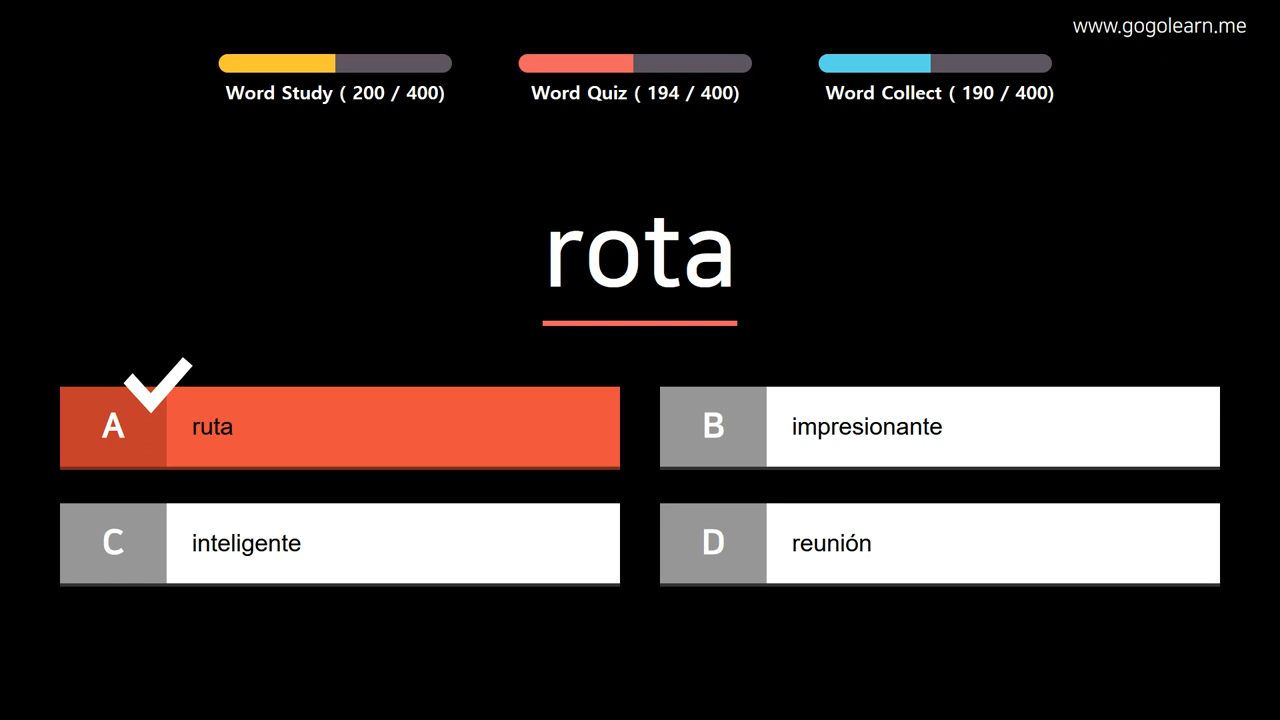 www.gogolearn.me
Word Study ( 200 / 400)
Word Quiz ( 194 / 400)
Word Collect ( 190 / 400)
rota
A ruta
B impresionante
C inteligente
D reunión